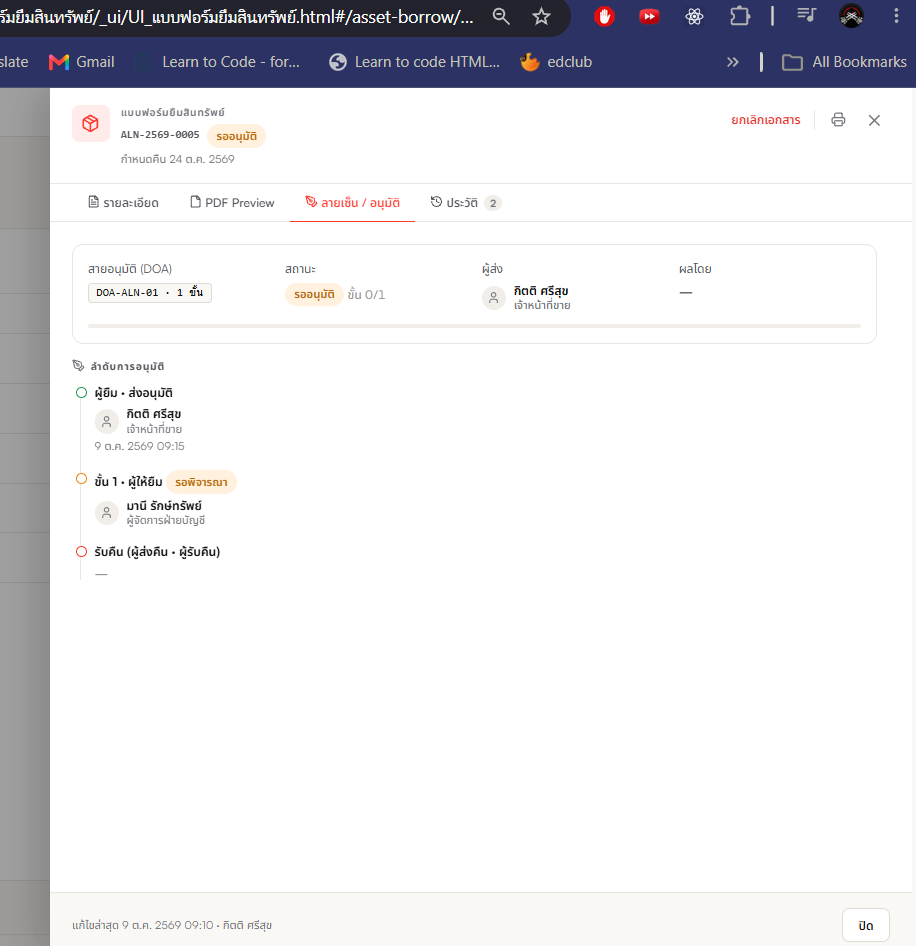 ร์มยืมสินทรัพย์/_ui/UI_แบบฟอร์มยืมสินทรัพย์.html#/asset-borrow/...
slate Gmail Learn to Code - for... Learn to code HTML... edclub » All Bookmarks
แบบฟอร์มยืมสินทรัพย์
ALN-2569-0005 รออนุมัติ
กำหนดคืน 24 ต.ค. 2569
ยกเลิกเอกสาร
รายละเอียด PDF Preview ลายเซ็น / อนุมัติ ประวัติ 2
สายอนุมัติ (DOA) สถานะ ผู้ส่ง ผลโดย
DOA-ALN-01 · 1 ขั้น รออนุมัติ ขั้น 0/1 กิตติ ศรีสุข —
เจ้าหน้าที่ขาย
ลำดับการอนุมัติ
ผู้ยืม • ส่งอนุมัติ
กิตติ ศรีสุข
เจ้าหน้าที่ขาย
9 ต.ค. 2569 09:15
ขั้น 1 • ผู้ให้ยืม รอพิจารณา
มานี รักษ์ทรัพย์
ผู้จัดการฝ่ายบัญชี
รับคืน (ผู้ส่งคืน • ผู้รับคืน)
—
แก้ไขล่าสุด 9 ต.ค. 2569 09:10 • กิตติ ศรีสุข ปิด